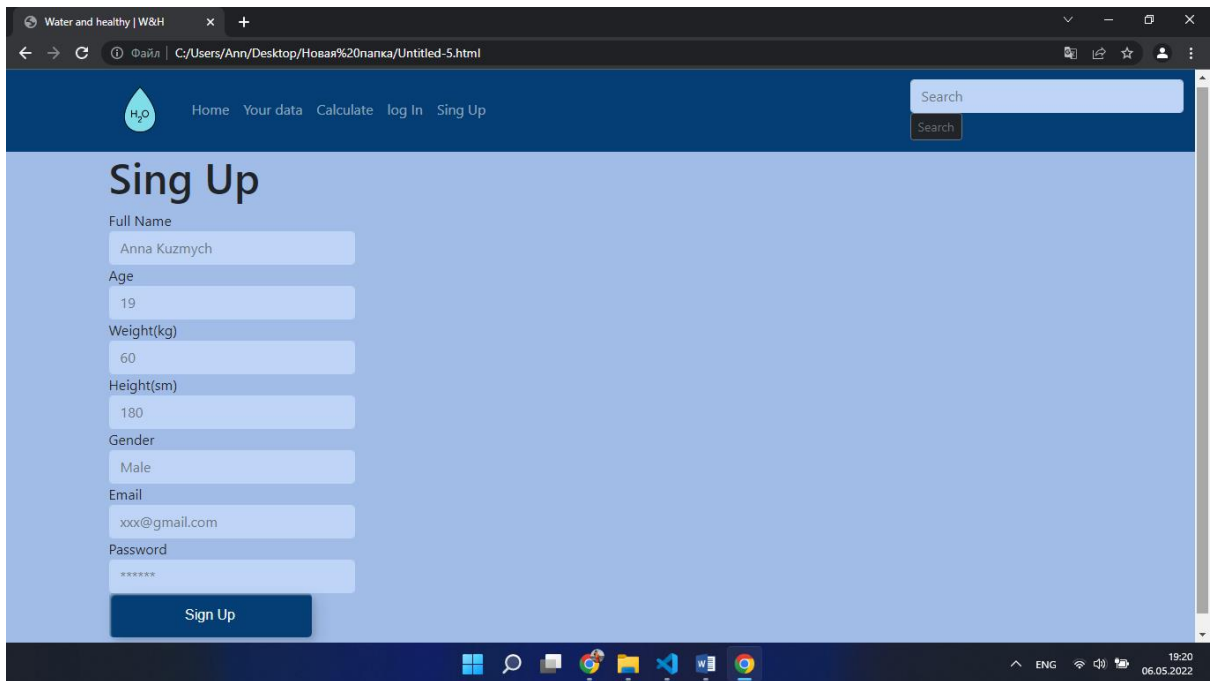 Water and healthy | W&H
Файл | C:/Users/Ann/Desktop/Новая%20папка/Untitled-5.html
H2O
Home Your data Calculate log In Sing Up
Search
Search
Sing Up
Full Name
Anna Kuzmych
Age
19
Weight(kg)
60
Height(sm)
180
Gender
Male
Email
xxx@gmail.com
Password
******
Sign Up
ENG
19:20
06.05.2022